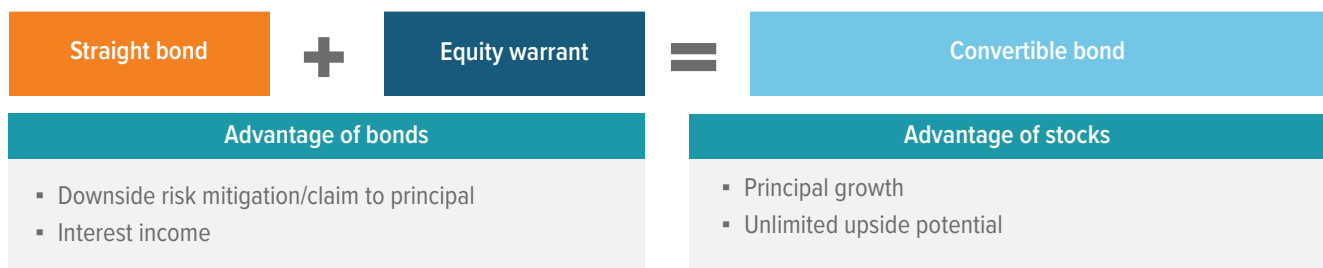 Straight bond + Equity warrant = Convertible bond
Advantage of bonds
▪ Downside risk mitigation/claim to principal
▪ Interest income
Advantage of stocks
▪ Principal growth
▪ Unlimited upside potential